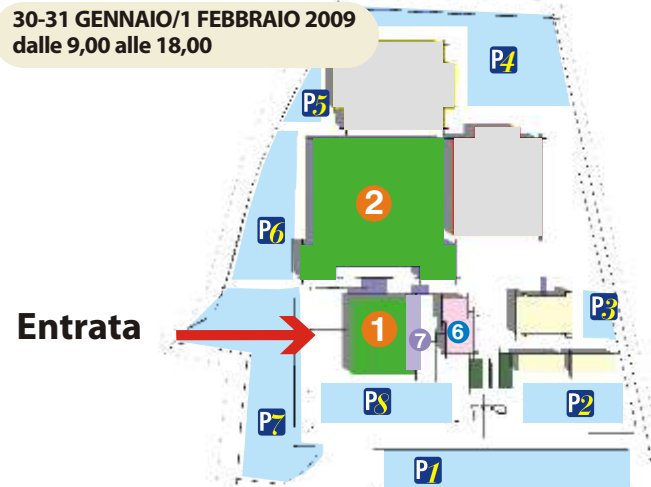 30-31 GENNAIO/1 FEBBRAIO 2009
dalle 9,00 alle 18,00
P4
P5
2
P6
P3
Entrata
1
7
6
P8
P2
P7
P1